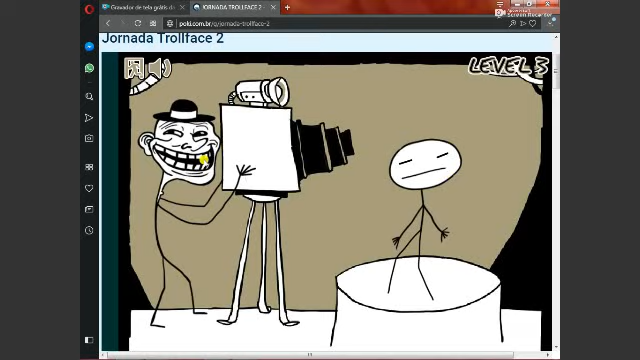 Gravador de tela grátis do
JORNADA TROLLFACE 2 -
poki.com.br/g/jornada-trollface-2
Screen Recorder
Jornada Trollface 2
LEVEL 3